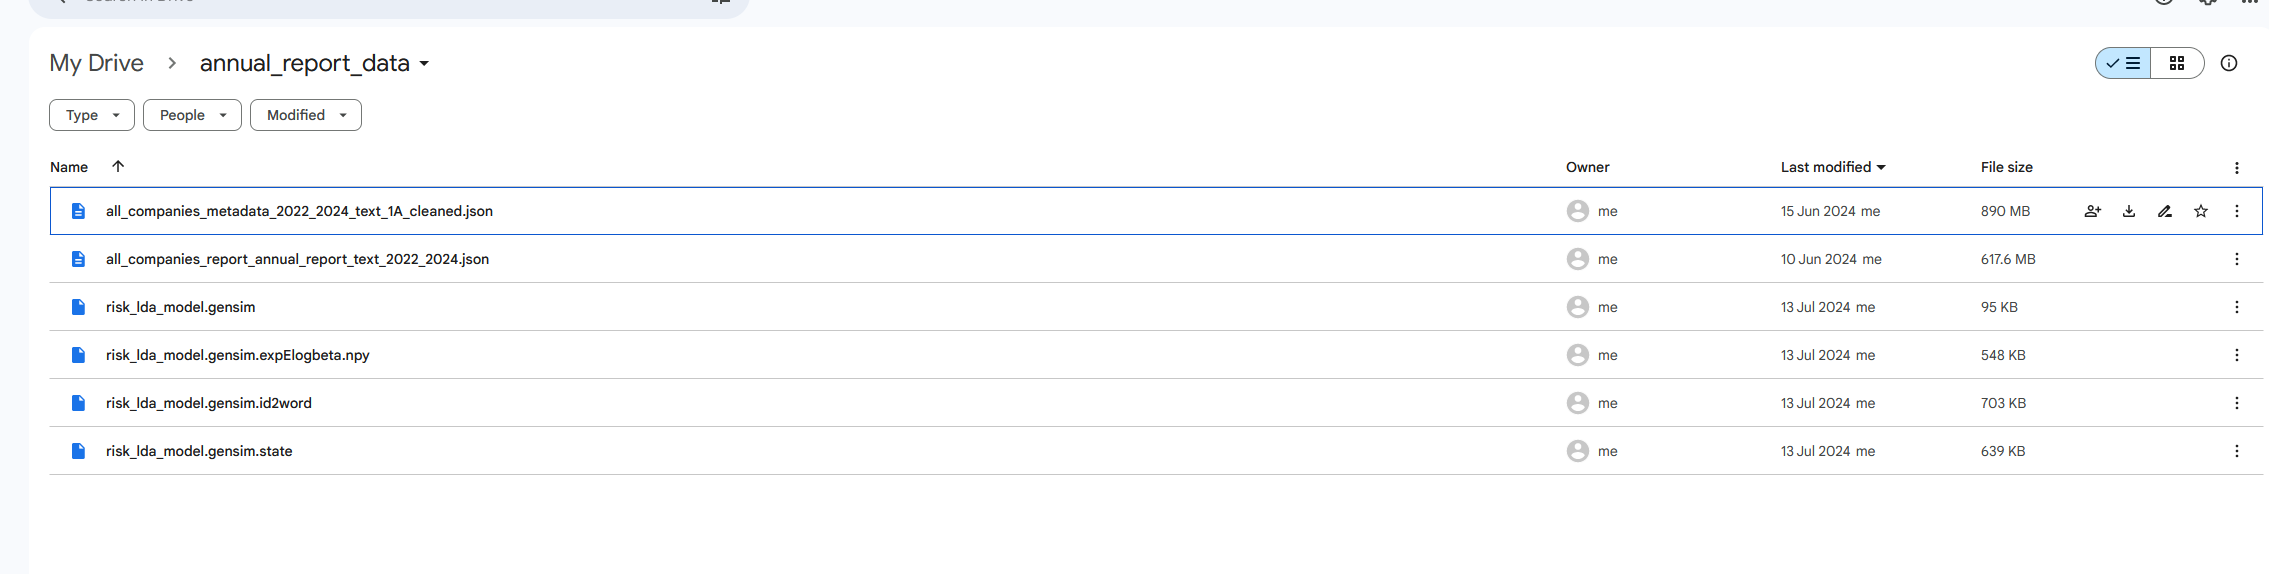 Search in Drive
My Drive > annual_report_data
Type People Modified
Name Owner Last modified File size
all_companies_metadata_2022_2024_text_1A_cleaned.json me 15 Jun 2024 me 890 MB
all_companies_report_annual_report_text_2022_2024.json me 10 Jun 2024 me 617.6 MB
risk_lda_model.gensim me 13 Jul 2024 me 95 KB
risk_lda_model.gensim.expElogbeta.npy me 13 Jul 2024 me 548 KB
risk_lda_model.gensim.id2word me 13 Jul 2024 me 703 KB
risk_lda_model.gensim.state me 13 Jul 2024 me 639 KB